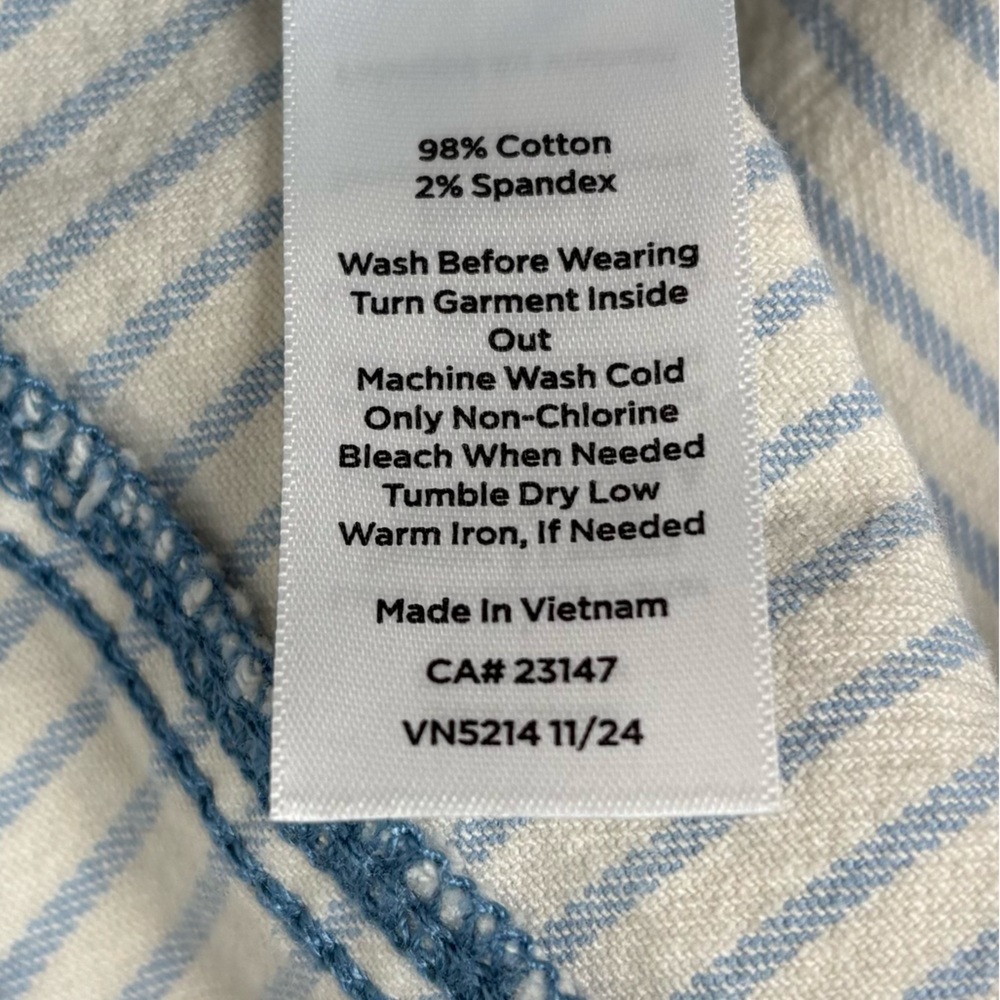 98% Cotton
2% Spandex
Wash Before Wearing
Turn Garment Inside
Out
Machine Wash Cold
Only Non-Chlorine
Bleach When Needed
Tumble Dry Low
Warm Iron, If Needed
Made In Vietnam
CA# 23147
VN5214 11/24